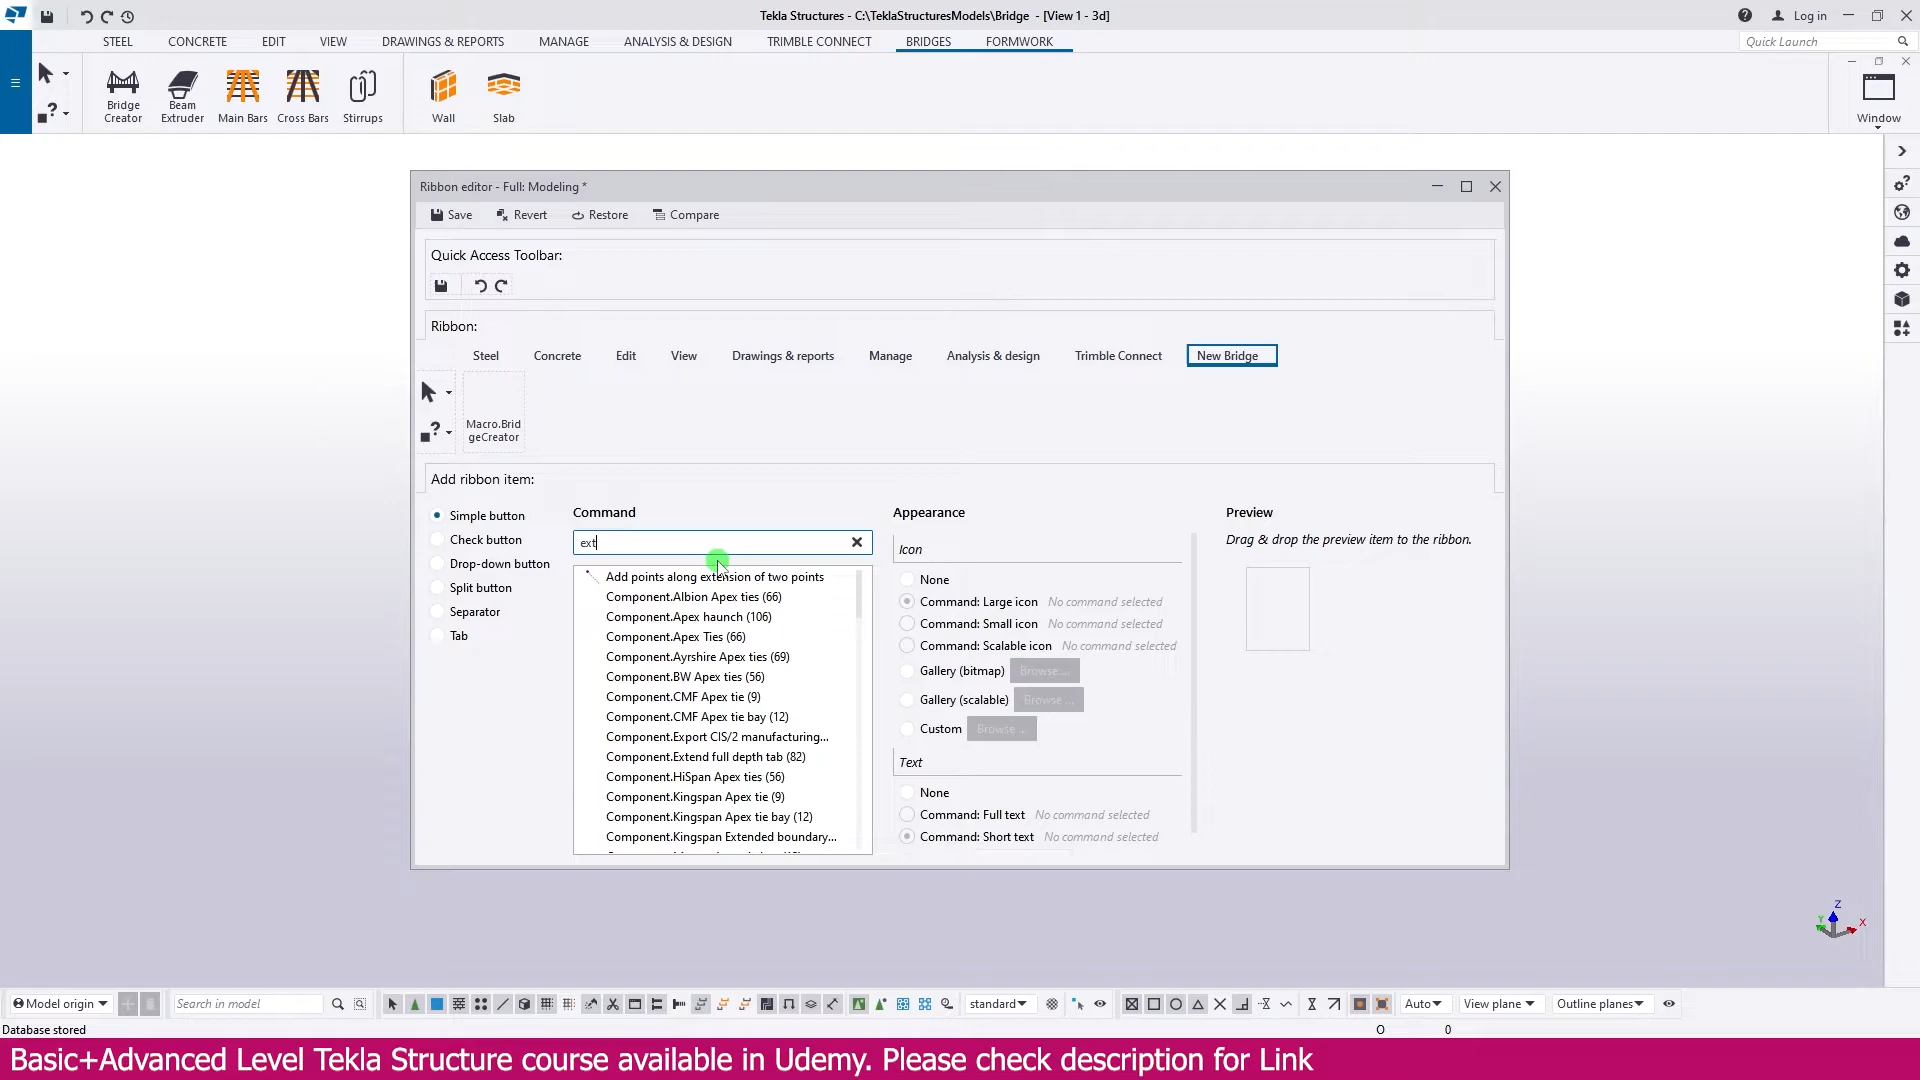 Tekla Structures - C:\TeklaStructuresModels\Bridge - [View 1 - 3d]
Log in
STEEL CONCRETE EDIT VIEW DRAWINGS & REPORTS MANAGE ANALYSIS & DESIGN TRIMBLE CONNECT BRIDGES FORMWORK
Quick Launch
Bridge Creator
Beam Extruder
Main Bars
Cross Bars
Stirrups
Wall
Slab
Window
Ribbon editor - Full: Modeling *
Save Revert Restore Compare
Quick Access Toolbar:
Ribbon:
Steel Concrete Edit View Drawings & reports Manage Analysis & design Trimble Connect New Bridge
Macro.Brid
geCreator
Add ribbon item:
Simple button
Check button
Drop-down button
Split button
Separator
Tab
Command
ext
Add points along extension of two points
Component.Albion Apex ties (66)
Component.Apex haunch (106)
Component.Apex Ties (66)
Component.Ayrshire Apex ties (69)
Component.BW Apex ties (56)
Component.CMF Apex tie (9)
Component.CMF Apex tie bay (12)
Component.Export CIS/2 manufacturing...
Component.Extend full depth tab (82)
Component.HiSpan Apex ties (56)
Component.Kingspan Apex tie (9)
Component.Kingspan Apex tie bay (12)
Component.Kingspan Extended boundary...
Appearance
Icon
None
Command: Large icon No command selected
Command: Small icon No command selected
Command: Scalable icon No command selected
Gallery (bitmap) Browse ...
Gallery (scalable) Browse ...
Custom Browse ...
Text
None
Command: Full text No command selected
Command: Short text No command selected
Preview
Drag & drop the preview item to the ribbon.
Z
Y
X
Model origin Search in model standard Auto View plane Outline planes
Database stored
O 0
Basic+Advanced Level Tekla Structure course available in Udemy. Please check description for Link